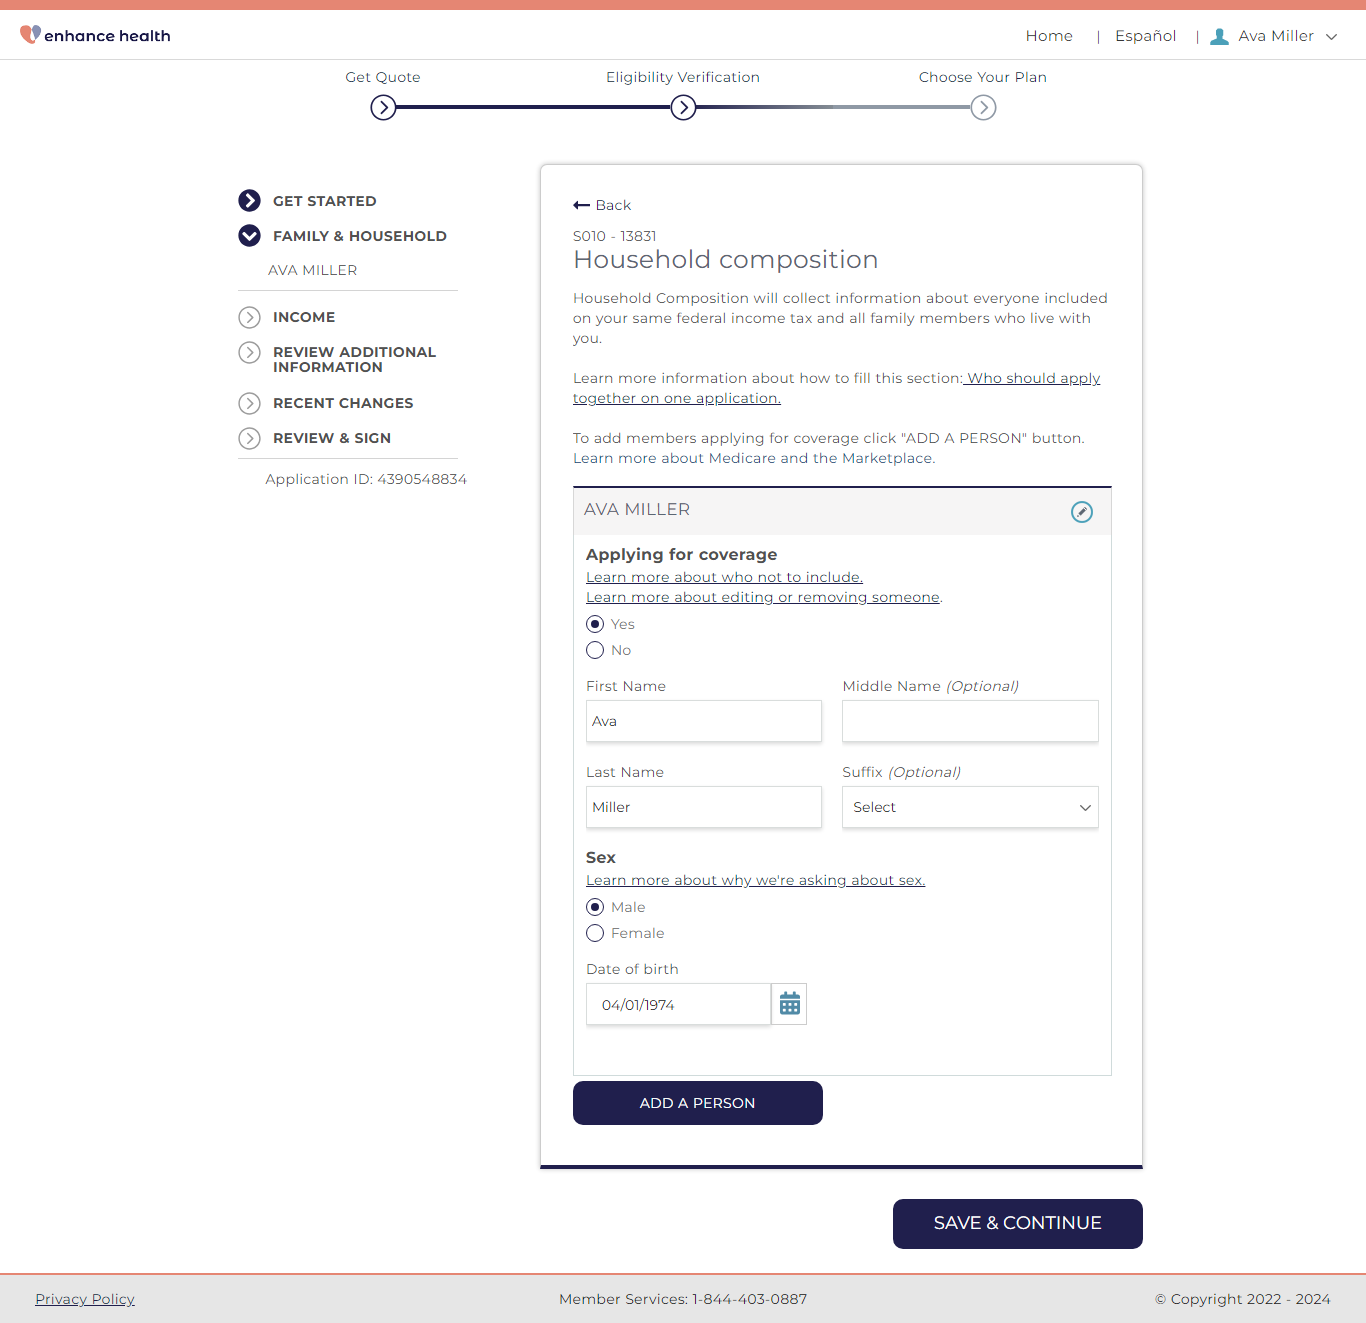 enhance health
Home | Español | Ava Miller
Get Quote
Eligibility Verification
Choose Your Plan
GET STARTED
FAMILY & HOUSEHOLD
AVA MILLER
INCOME
REVIEW ADDITIONAL
INFORMATION
RECENT CHANGES
REVIEW & SIGN
Application ID: 4390548834
Back
S010 - 13831
Household composition
Household Composition will collect information about everyone included
on your same federal income tax and all family members who live with
you.
Learn more information about how to fill this section: Who should apply
together on one application.
To add members applying for coverage click "ADD A PERSON" button.
Learn more about Medicare and the Marketplace.
AVA MILLER
Applying for coverage
Learn more about who not to include.
Learn more about editing or removing someone.
Yes
No
First Name
Middle Name (Optional)
Ava
Last Name
Suffix (Optional)
Miller
Select
Sex
Learn more about why we're asking about sex.
Male
Female
Date of birth
04/01/1974
ADD A PERSON
SAVE & CONTINUE
Privacy Policy
Member Services: 1-844-403-0887
© Copyright 2022 - 2024